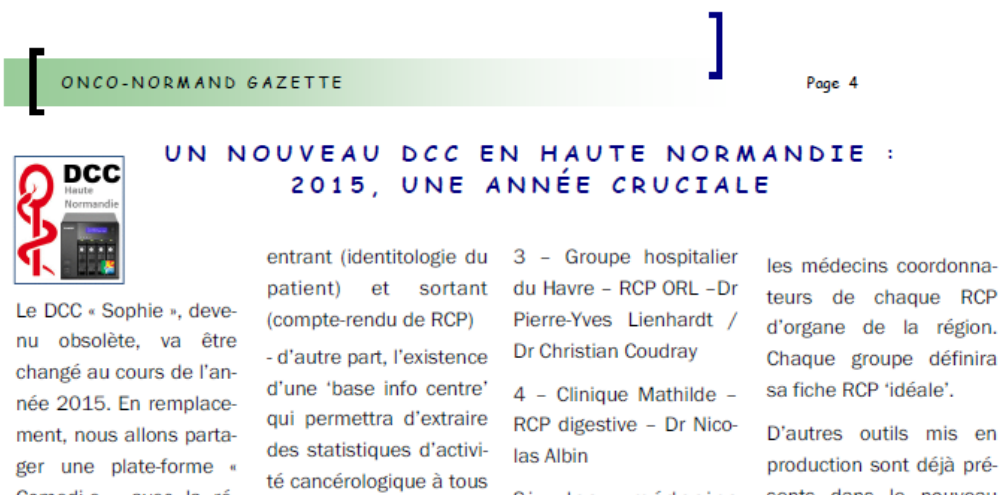 ONCO-NORMAND GAZETTE
Page 4
UN NOUVEAU DCC EN HAUTE NORMANDIE :
2015, UNE ANNÉE CRUCIALE
DCC
Haute
Normandie
Le DCC « Sophie », deve-
nu obsolète, va être
changé au cours de l'an-
née 2015. En remplace-
ment, nous allons parta-
ger une plate-forme «
entrant (identitologie du
patient) et sortant
(compte-rendu de RCP)
- d'autre part, l'existence
d'une 'base info centre'
qui permettra d'extraire
des statistiques d'activi-
té cancérologique à tous
3 – Groupe hospitalier
du Havre – RCP ORL –Dr
Pierre-Yves Lienhardt /
Dr Christian Coudray
4 – Clinique Mathilde –
RCP digestive – Dr Nico-
las Albin
les médecins coordonna-
teurs de chaque RCP
d'organe de la région.
Chaque groupe définira
sa fiche RCP 'idéale'.
D'autres outils mis en
production sont déjà pré-
sents dans le nouveau